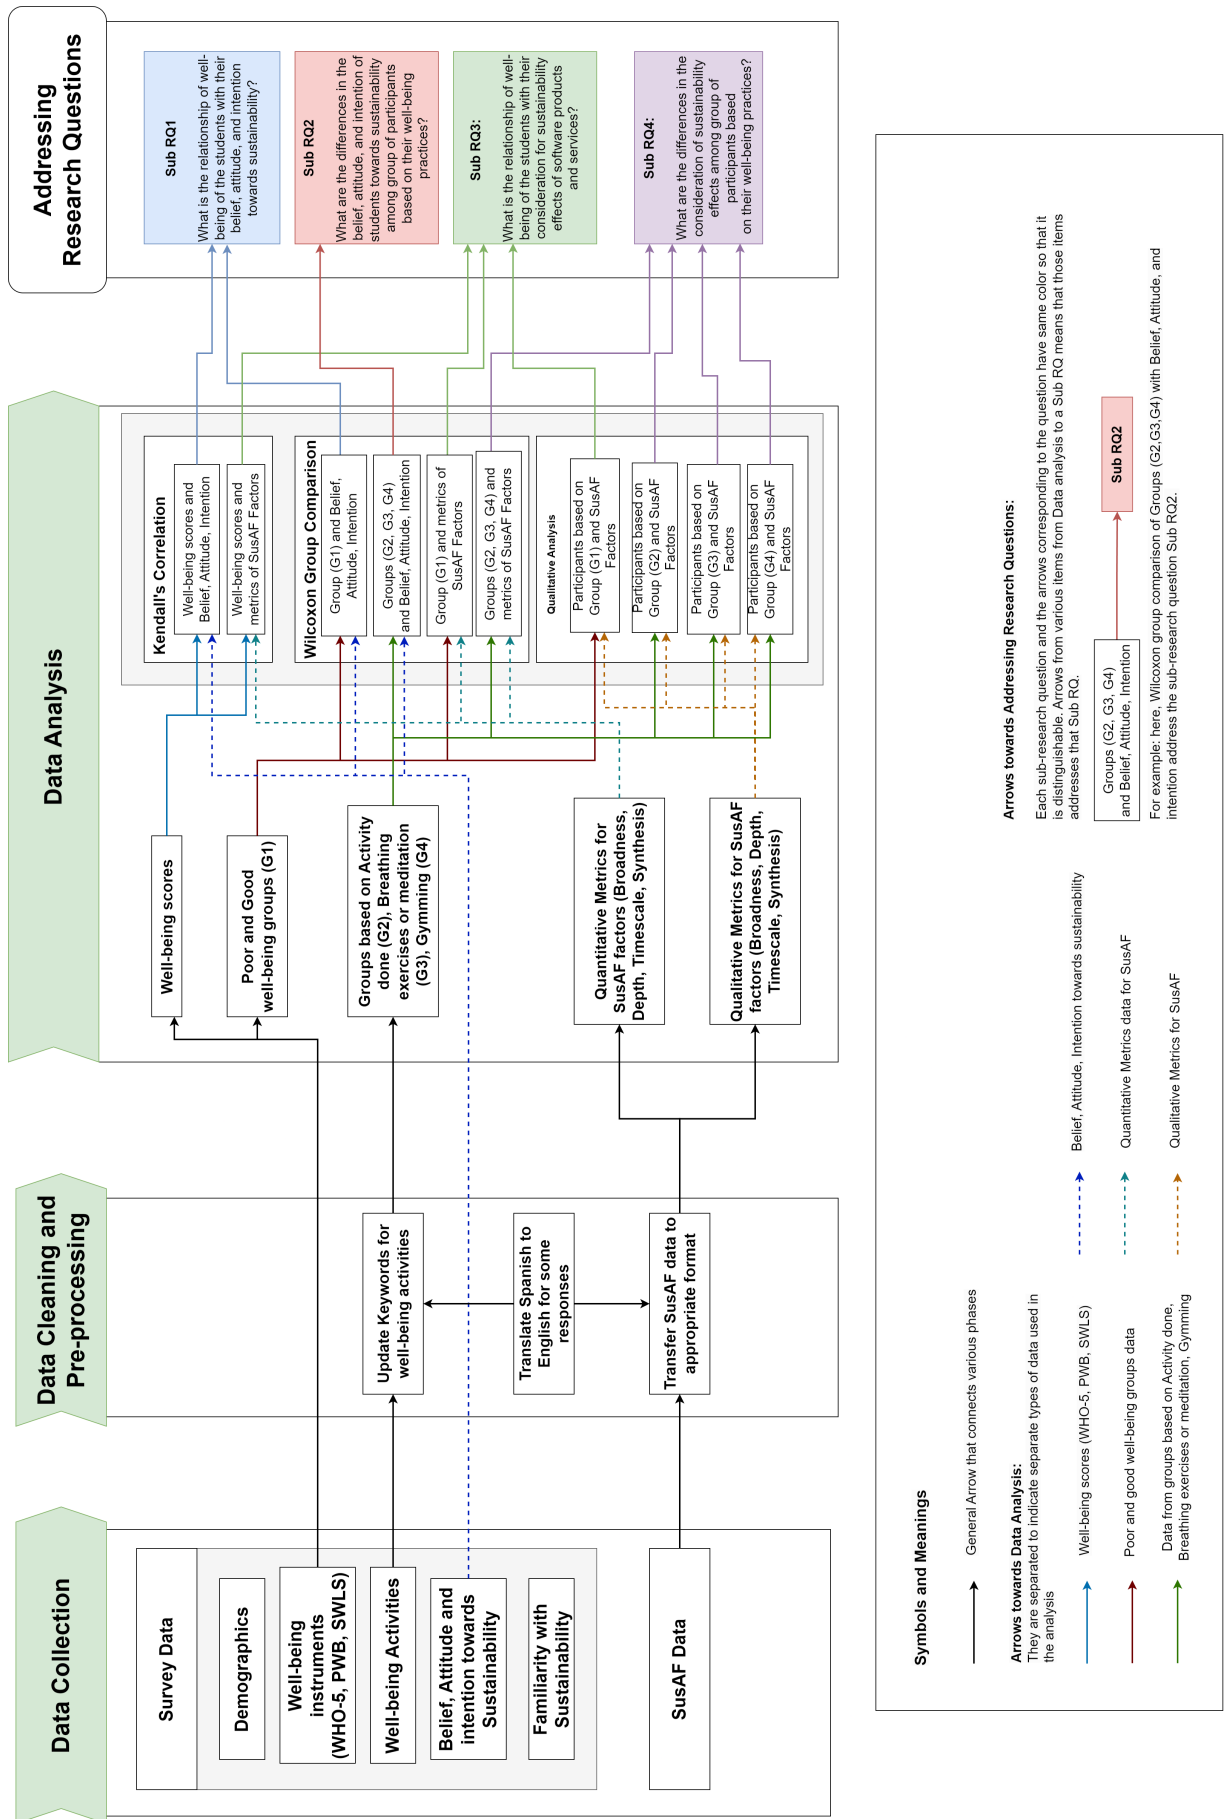 Data Collection
Survey Data
Demographics
Well-being
instruments
(WHO-5, PWB, SWLS)
Well-being Activities
Belief, Attitude and
intention towards
Sustainability
Familiarity with
Sustainability
SusAF Data
Data Cleaning and
Pre-processing
Update Keywords for
well-being activities
Translate Spanish to
English for some
responses
Transfer SusAF data to
appropriate format
Data Analysis
Well-being scores
Poor and Good
well-being groups (G1)
Groups based on Activity
done (G2), Breathing
exercises or meditation
(G3), Gymming (G4)
Quantitative Metrics for
SusAF factors (Broadness,
Depth, Timescale, Synthesis)
Qualitative Metrics for SusAF
factors (Broadness, Depth,
Timescale, Synthesis)
Kendall's Correlation
Well-being scores and
Belief, Attitude, Intention
Well-being scores and
metrics of SusAF Factors
Wilcoxon Group Comparison
Group (G1) and Belief,
Attitude, Intention
Groups (G2, G3, G4)
and Belief, Attitude, Intention
Group (G1) and metrics of
SusAF Factors
Groups (G2, G3, G4) and
metrics of SusAF Factors
Qualitative Analysis
Participants based on
Group (G1) and SusAF
Factors
Participants based on
Group (G2) and SusAF
Factors
Participants based on
Group (G3) and SusAF
Factors
Participants based on
Group (G4) and SusAF
Factors
Addressing
Research Questions
Sub RQ1
What is the relationship of well-
being of the students with their
belief, attitude, and intention
towards sustainability?
Sub RQ2
What are the differences in the
belief, attitude, and intention of
students towards sustainability
among group of participants
based on their well-being
practices?
Sub RQ3:
What is the relationship of well-
being of the students with their
consideration for sustainability
effects of software products
and services?
Sub RQ4:
What are the differences in the
consideration of sustainability
effects among group of
participants based
on their well-being practices?
Symbols and Meanings
General Arrow that connects various phases
Arrows towards Data Analysis:
They are separated to indicate separate types of data used in
the analysis
Well-being scores (WHO-5, PWB, SWLS)
Poor and good well-being groups data
Data from groups based on Activity done,
Breathing exercises or meditation, Gymming
Belief, Attitude, Intention towards sustainability
Quantitative Metrics data for SusAF
Qualitative Metrics for SusAF
Arrows towards Addressing Research Questions:
Each sub-research question and the arrows corresponding to the question have same color so that it
is distinguishable. Arrows from various items from Data analysis to a Sub RQ means that those items
addresses that Sub RQ.
Groups (G2, G3, G4)
and Belief, Attitude, Intention
Sub RQ2
For example: here, Wilcoxon group comparison of Groups (G2,G3,G4) with Belief, Attitude, and
intention address the sub-research question Sub RQ2.